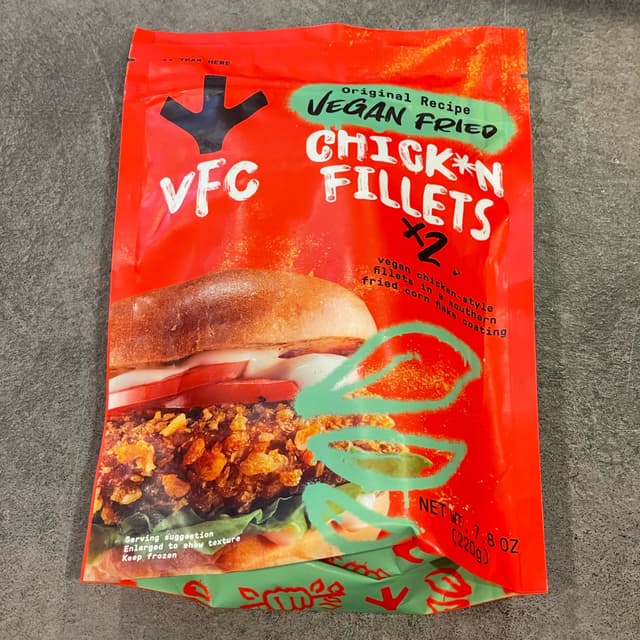 TEAR HERE
VFC
Original Recipe
VEGAN FRIED
CHICK*N
FILLETS
x2
vegan chicken-style
fillets in a southern
fried corn flake coating
Serving suggestion
Enlarged to show texture
Keep frozen
NET WT. 7.8 OZ
(220g)